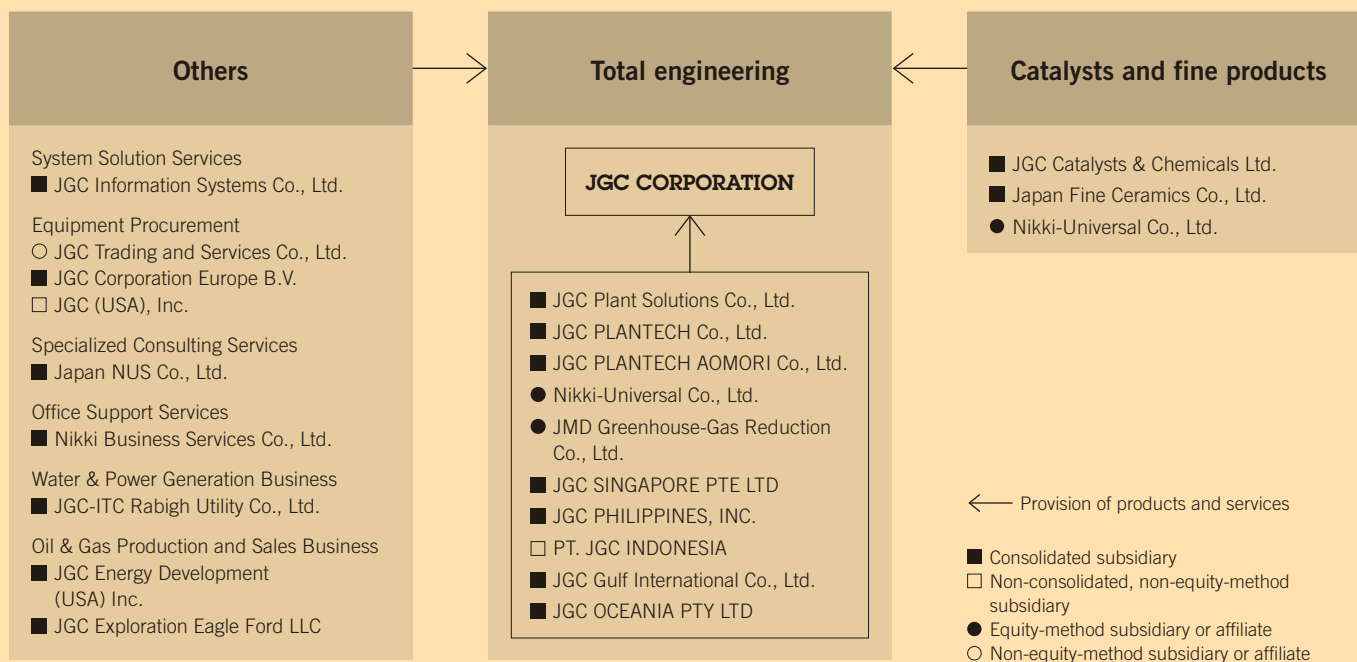 Others
System Solution Services
■ JGC Information Systems Co., Ltd.
Equipment Procurement
○ JGC Trading and Services Co., Ltd.
■ JGC Corporation Europe B.V.
□ JGC (USA), Inc.
Specialized Consulting Services
■ Japan NUS Co., Ltd.
Office Support Services
■ Nikki Business Services Co., Ltd.
Water & Power Generation Business
■ JGC-ITC Rabigh Utility Co., Ltd.
Oil & Gas Production and Sales Business
■ JGC Energy Development
(USA) Inc.
■ JGC Exploration Eagle Ford LLC
Total engineering
JGC CORPORATION
■ JGC Plant Solutions Co., Ltd.
■ JGC PLANTECH Co., Ltd.
■ JGC PLANTECH AOMORI Co., Ltd.
● Nikki-Universal Co., Ltd.
● JMD Greenhouse-Gas Reduction
Co., Ltd.
■ JGC SINGAPORE PTE LTD
■ JGC PHILIPPINES, INC.
□ PT. JGC INDONESIA
■ JGC Gulf International Co., Ltd.
■ JGC OCEANIA PTY LTD
Catalysts and fine products
■ JGC Catalysts & Chemicals Ltd.
■ Japan Fine Ceramics Co., Ltd.
● Nikki-Universal Co., Ltd.
← Provision of products and services
■ Consolidated subsidiary
□ Non-consolidated, non-equity-method
subsidiary
● Equity-method subsidiary or affiliate
○ Non-equity-method subsidiary or affiliate